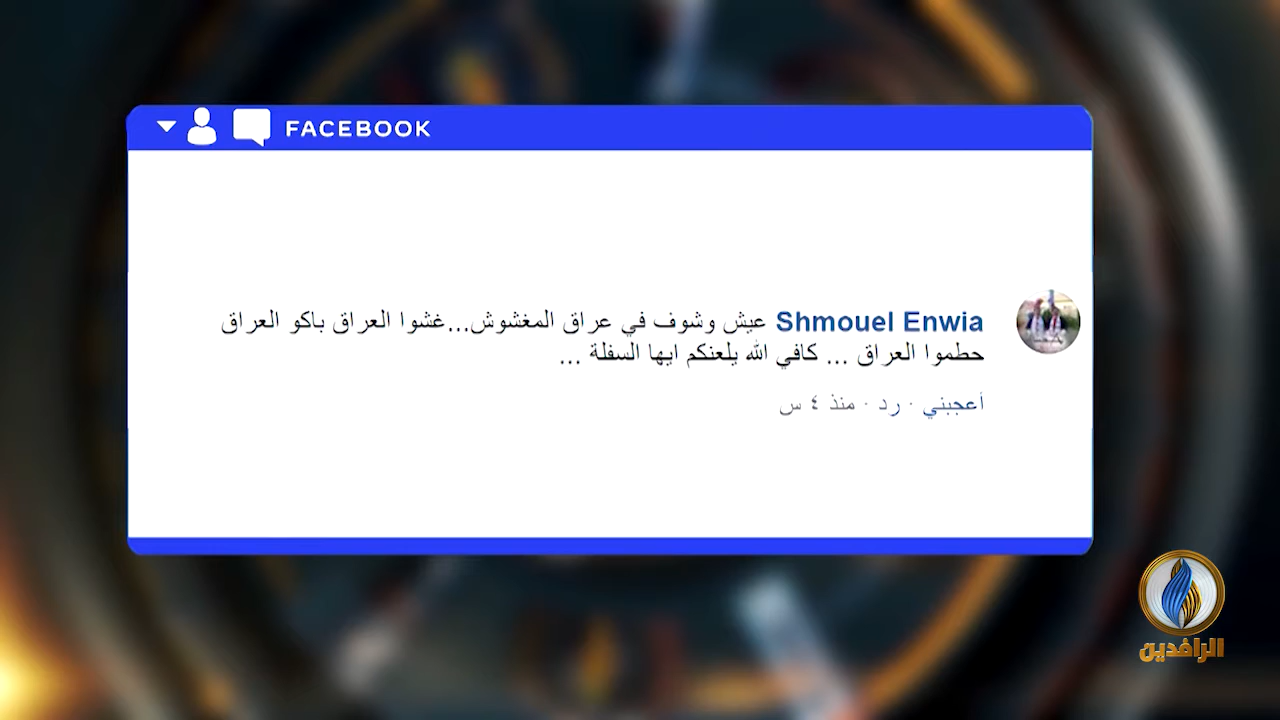 FACEBOOK
Shmouel Enwia عيش وشوف في عراق المغشوش...غشوا العراق باكو العراق
حطموا العراق ... كافي الله يلعنكم ايها السفلة ...
أعجبني · رد · منذ ٤ س
الرافدين